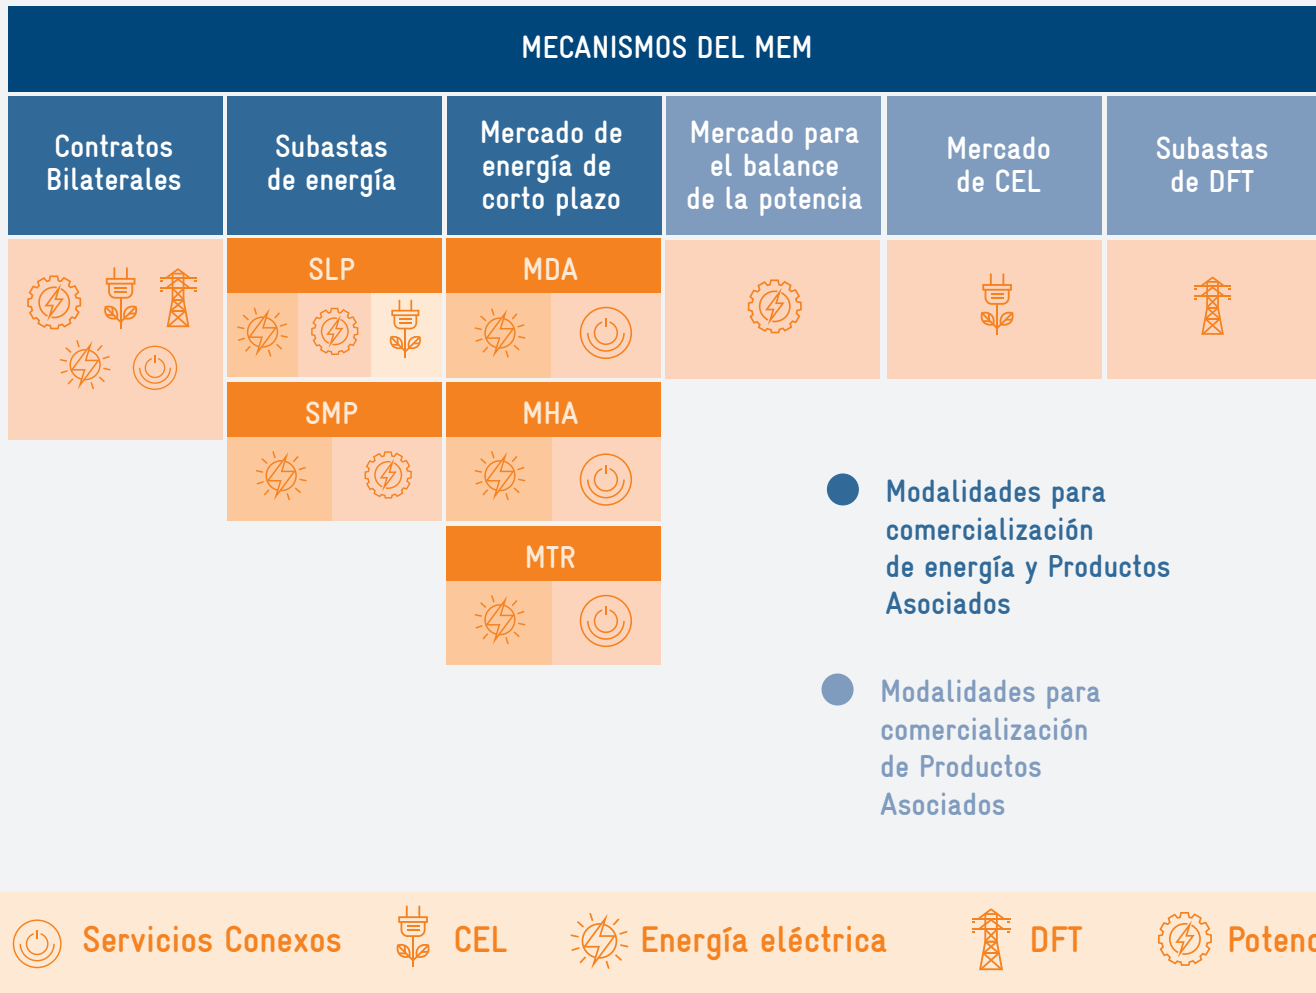 MECANISMOS DEL MEM
Contratos
Bilaterales
Subastas
de energía
Mercado de
energía de
corto plazo
Mercado para
el balance
de la potencia
Mercado
de CEL
Subastas
de DFT
SLP
MDA
SMP
MHA
MTR
Modalidades para
comercialización
de energía y Productos
Asociados
Modalidades para
comercialización
de Productos
Asociados
Servicios Conexos
CEL
Energía eléctrica
DFT